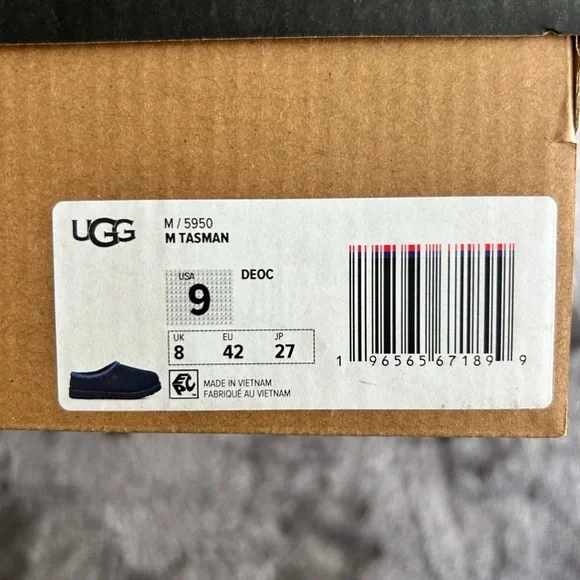 UGG
M / 5950
M TASMAN
USA
9
DEOC
UK EU JP
8 42 27
MADE IN VIETNAM
FABRIQUÉ AU VIETNAM
1 96565 67189 9